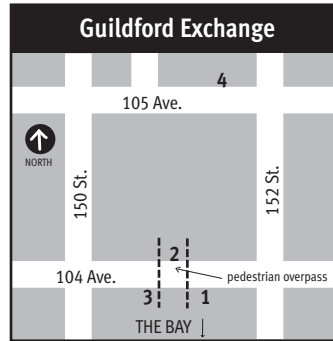 Guildford Exchange
4
105 Ave.
NORTH
150 St.
152 St.
2
104 Ave.
pedestrian overpass
3
1
THE BAY